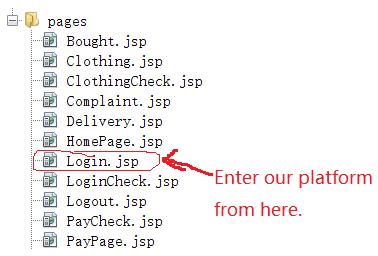 pages
Bought.jsp
Clothing.jsp
ClothingCheck.jsp
Complaint.jsp
Delivery.jsp
HomePage.jsp
Login.jsp
LoginCheck.jsp
Logout.jsp
PayCheck.jsp
PayPage.jsp
Enter our platform
from here.